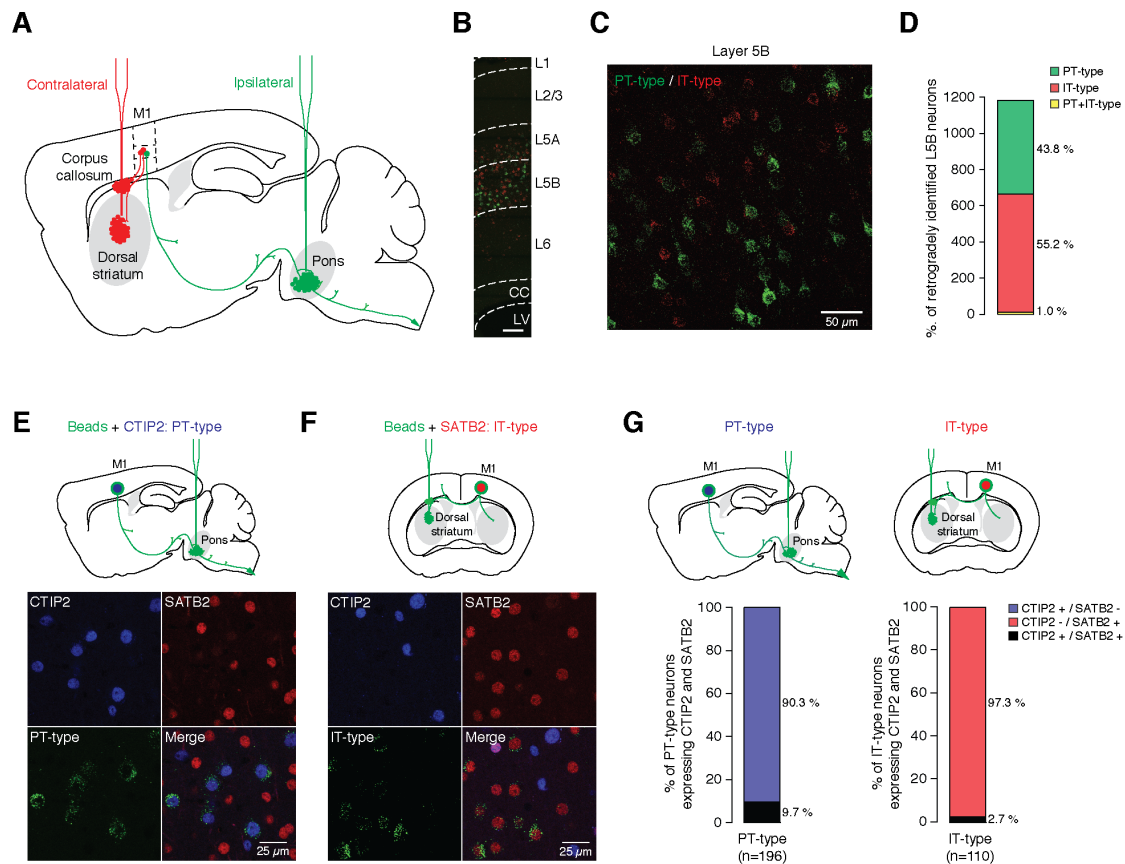 A
Contralateral
Ipsilateral
M1
Corpus
callosum
Dorsal
striatum
Pons
B
L1
L2/3
L5A
L5B
L6
CC
LV
C
Layer 5B
PT-type / IT-type
50 µm
D
PT-type
IT-type
PT+IT-type
%. of retrogradely identified L5B neurons
1200
1000
800
600
400
200
0
43.8 %
55.2 %
1.0 %
E
Beads + CTIP2: PT-type
M1
Pons
CTIP2
SATB2
PT-type
Merge
25 µm
F
Beads + SATB2: IT-type
M1
Dorsal
striatum
CTIP2
SATB2
IT-type
Merge
25 µm
G
PT-type
M1
Pons
IT-type
M1
Dorsal
striatum
% of PT-type neurons
expressing CTIP2 and SATB2
100
80
60
40
20
0
90.3 %
9.7 %
PT-type
(n=196)
% of IT-type neurons
expressing CTIP2 and SATB2
100
80
60
40
20
0
97.3 %
2.7 %
IT-type
(n=110)
CTIP2 + / SATB2 -
CTIP2 - / SATB2 +
CTIP2 + / SATB2 +